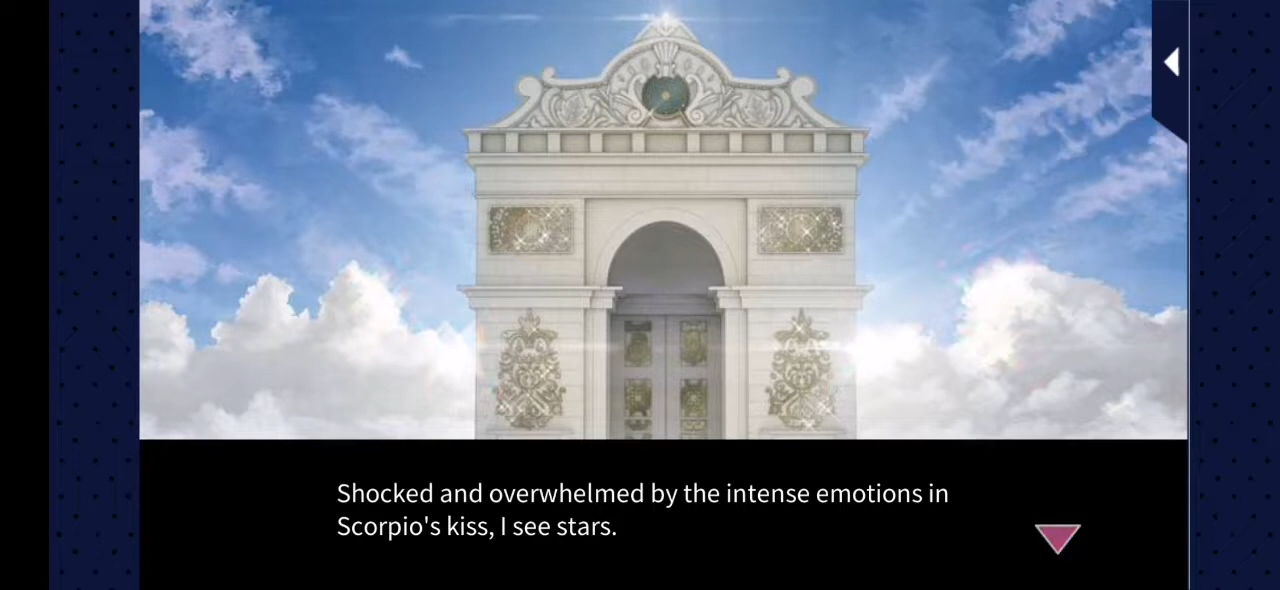 Shocked and overwhelmed by the intense emotions in
Scorpio's kiss, I see stars.